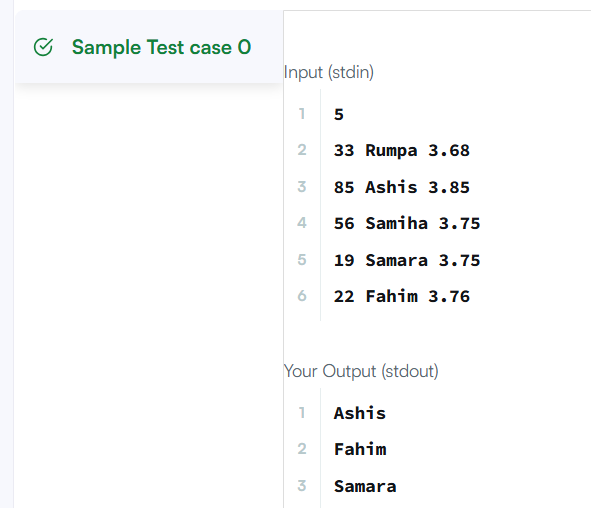 Sample Test case 0
Input (stdin)
1 5
2 33 Rumpa 3.68
3 85 Ashis 3.85
4 56 Samiha 3.75
5 19 Samara 3.75
6 22 Fahim 3.76
Your Output (stdout)
1 Ashis
2 Fahim
3 Samara